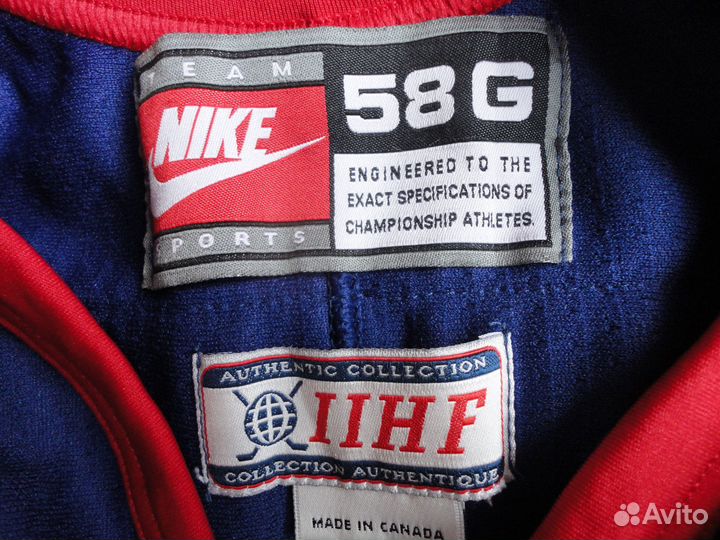 TEAM
NIKE
SPORTS
58G
ENGINEERED TO THE
EXACT SPECIFICATIONS OF
CHAMPIONSHIP ATHLETES.
AUTHENTIC COLLECTION
IIHF
COLLECTION AUTHENTIQUE
MADE IN CANADA
Avito